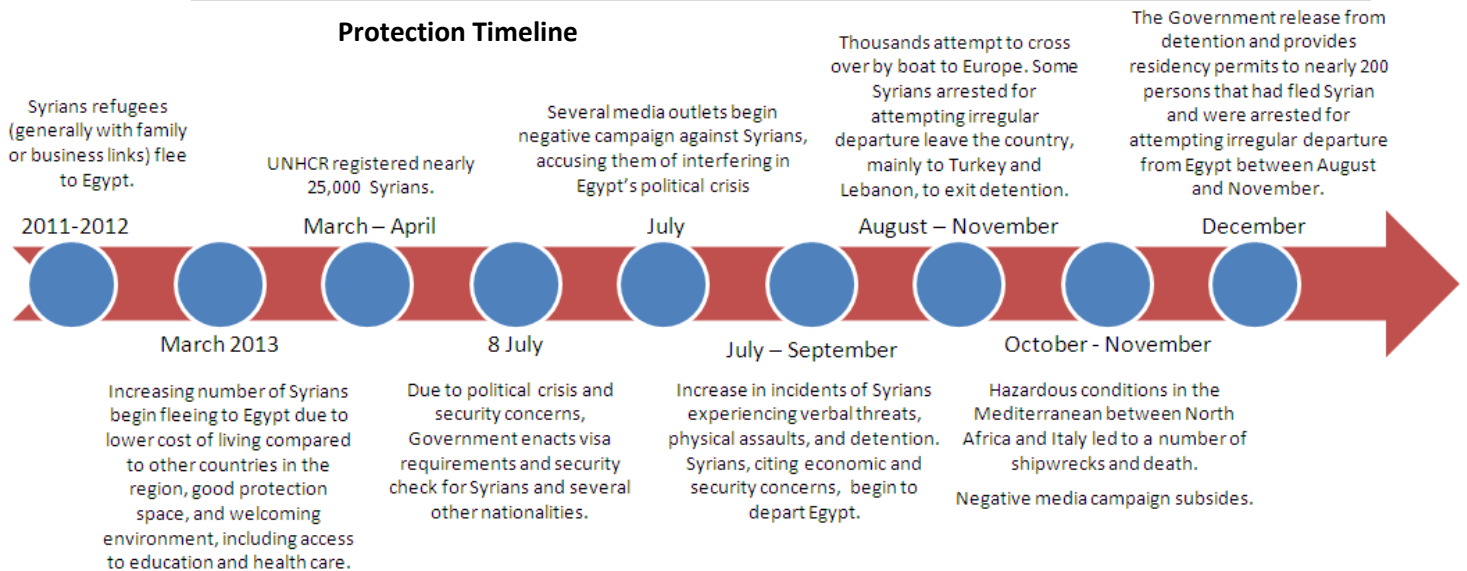 Protection Timeline
Syrians refugees
(generally with family
or business links) flee
to Egypt.
2011-2012
March 2013
Increasing number of Syrians
begin fleeing to Egypt due to
lower cost of living compared
to other countries in the
region, good protection
space, and welcoming
environment, including access
to education and health care.
UNHCR registered nearly
25,000 Syrians.
March – April
8 July
Due to political crisis and
security concerns,
Government enacts visa
requirements and security
check for Syrians and several
other nationalities.
Several media outlets begin
negative campaign against Syrians,
accusing them of interfering in
Egypt's political crisis
July
July – September
Increase in incidents of Syrians
experiencing verbal threats,
physical assaults, and detention.
Syrians, citing economic and
security concerns, begin to
depart Egypt.
Thousands attempt to cross
over by boat to Europe. Some
Syrians arrested for
attempting irregular
departure leave the country,
mainly to Turkey and
Lebanon, to exit detention.
August – November
October - November
Hazardous conditions in the
Mediterranean between North
Africa and Italy led to a number of
shipwrecks and death.
Negative media campaign subsides.
The Government release from
detention and provides
residency permits to nearly 200
persons that had fled Syrian
and were arrested for
attempting irregular departure
from Egypt between August
and November.
December